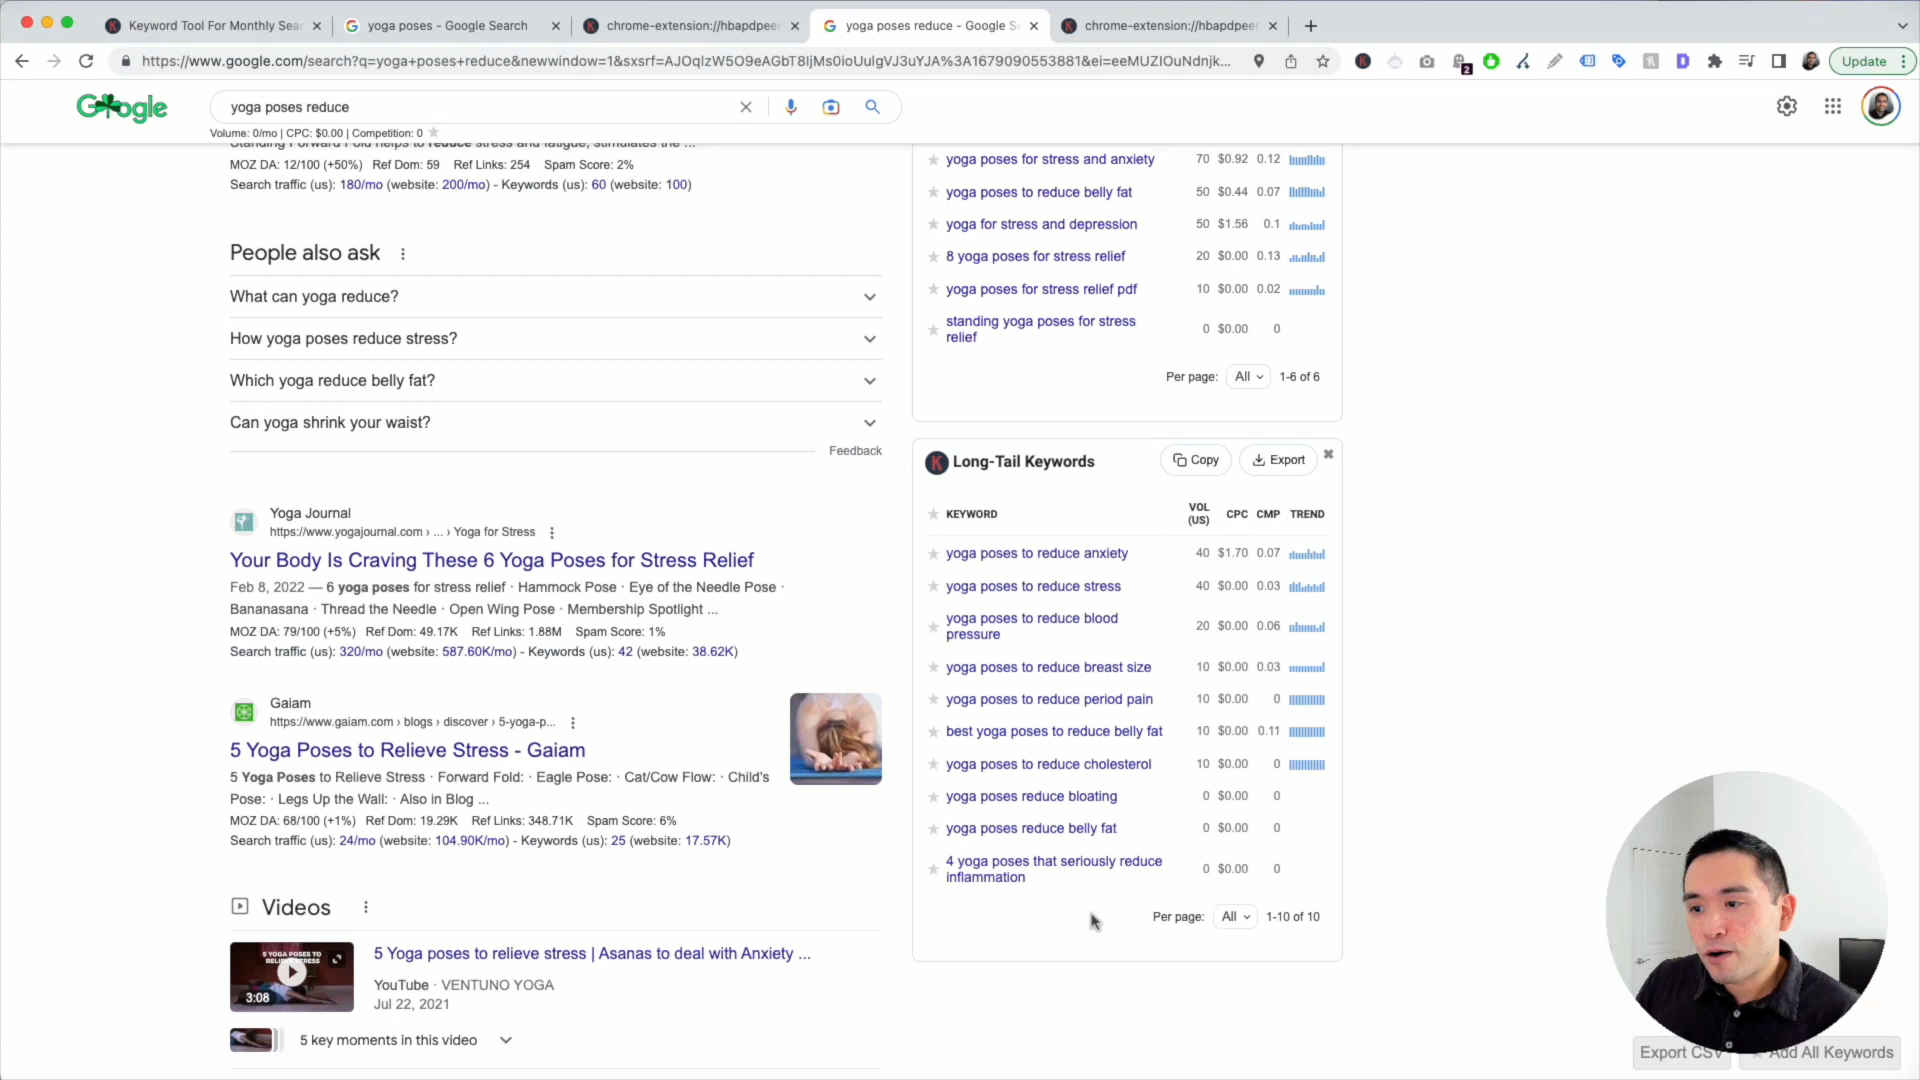 Keyword Tool For Monthly Sear
yoga poses - Google Search
chrome-extension://hbapdpeer
yoga poses reduce - Google S
chrome-extension://hbapdpeer
https://www.google.com/search?q=yoga+poses+reduce&newwindow=1&sxsrf=AJOqlzW5O9eAGbT8IjMs0ioUulgVJ3uYJA%3A1679090553881&ei=eeMUZIOuNdnjk...
2
Update
Google
yoga poses reduce
Volume: 0/mo | CPC: $0.00 | Competition: 0
Standing Forward Fold helps to reduce stress and fatigue, stimulates the ...
MOZ DA: 12/100 (+50%) Ref Dom: 59 Ref Links: 254 Spam Score: 2%
Search traffic (us): 180/mo (website: 200/mo) - Keywords (us): 60 (website: 100)
People also ask
What can yoga reduce?
How yoga poses reduce stress?
Which yoga reduce belly fat?
Can yoga shrink your waist?
Feedback
Yoga Journal
https://www.yogajournal.com › ... › Yoga for Stress
Your Body Is Craving These 6 Yoga Poses for Stress Relief
Feb 8, 2022 — 6 yoga poses for stress relief · Hammock Pose · Eye of the Needle Pose ·
Bananasana · Thread the Needle · Open Wing Pose · Membership Spotlight ...
MOZ DA: 79/100 (+5%) Ref Dom: 49.17K Ref Links: 1.88M Spam Score: 1%
Search traffic (us): 320/mo (website: 587.60K/mo) - Keywords (us): 42 (website: 38.62K)
Gaiam
https://www.gaiam.com › blogs › discover › 5-yoga-p...
5 Yoga Poses to Relieve Stress - Gaiam
5 Yoga Poses to Relieve Stress · Forward Fold: · Eagle Pose: · Cat/Cow Flow: · Child's
Pose: · Legs Up the Wall: · Also in Blog ...
MOZ DA: 68/100 (+1%) Ref Dom: 19.29K Ref Links: 348.71K Spam Score: 6%
Search traffic (us): 24/mo (website: 104.90K/mo) - Keywords (us): 25 (website: 17.57K)
Videos
5 YOGA POSES TO
3:08
5 Yoga poses to relieve stress | Asanas to deal with Anxiety ...
YouTube · VENTUNO YOGA
Jul 22, 2021
5 key moments in this video
yoga poses for stress and anxiety 70 $0.92 0.12
yoga poses to reduce belly fat 50 $0.44 0.07
yoga for stress and depression 50 $1.56 0.1
8 yoga poses for stress relief 20 $0.00 0.13
yoga poses for stress relief pdf 10 $0.00 0.02
standing yoga poses for stress
relief 0 $0.00 0
Per page: All 1-6 of 6
K Long-Tail Keywords Copy Export
KEYWORD VOL (US) CPC CMP TREND
yoga poses to reduce anxiety 40 $1.70 0.07
yoga poses to reduce stress 40 $0.00 0.03
yoga poses to reduce blood
pressure 20 $0.00 0.06
yoga poses to reduce breast size 10 $0.00 0.03
yoga poses to reduce period pain 10 $0.00 0
best yoga poses to reduce belly fat 10 $0.00 0.11
yoga poses to reduce cholesterol 10 $0.00 0
yoga poses reduce bloating 0 $0.00 0
yoga poses reduce belly fat 0 $0.00 0
4 yoga poses that seriously reduce
inflammation 0 $0.00 0
Per page: All 1-10 of 10
Export CSV
Add All Keywords